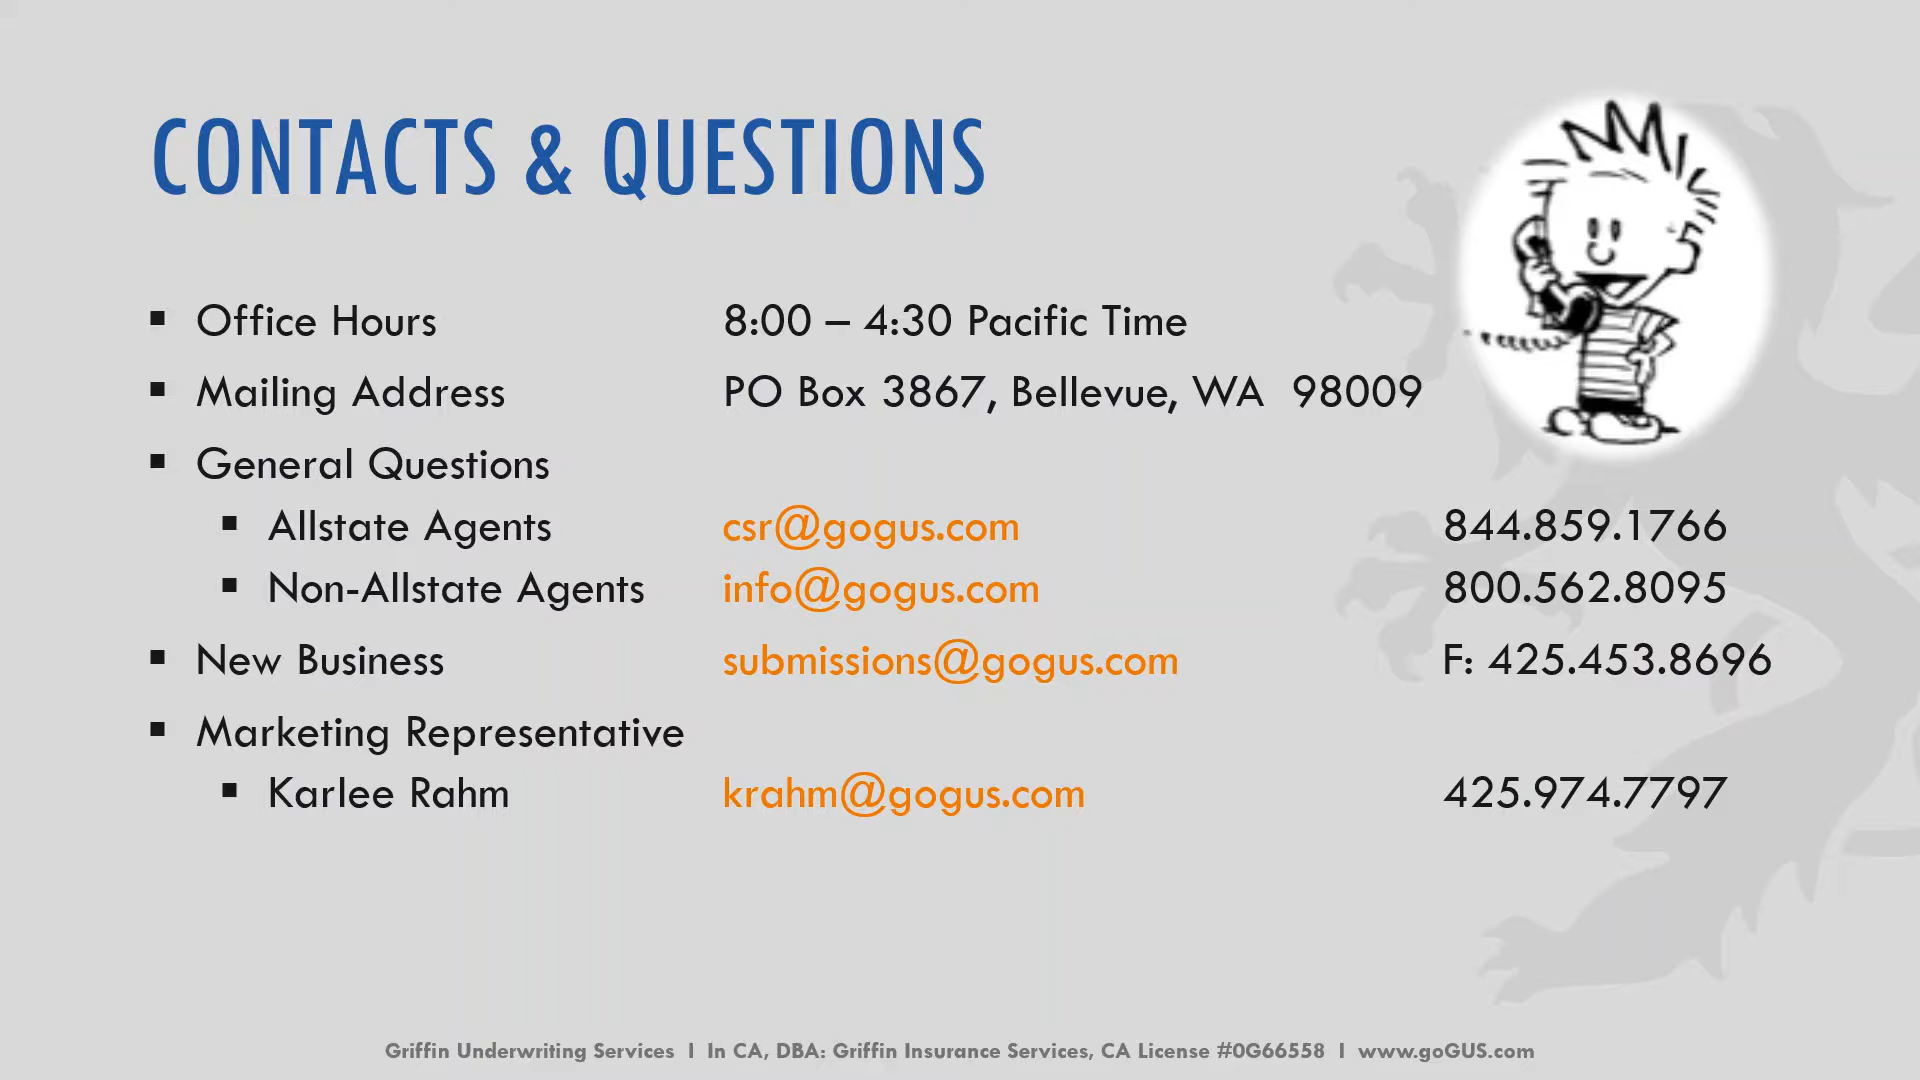 CONTACTS & QUESTIONS
▪ Office Hours 8:00 – 4:30 Pacific Time
▪ Mailing Address PO Box 3867, Bellevue, WA 98009
▪ General Questions
▪ Allstate Agents csr@gogus.com 844.859.1766
▪ Non-Allstate Agents info@gogus.com 800.562.8095
▪ New Business submissions@gogus.com F: 425.453.8696
▪ Marketing Representative
▪ Karlee Rahm krahm@gogus.com 425.974.7797
Griffin Underwriting Services I In CA, DBA: Griffin Insurance Services, CA License #0G66558 I www.goGUS.com